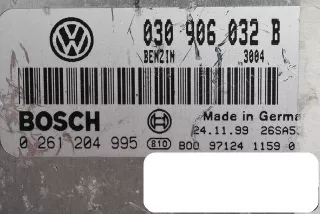 030 906 032 B
BENZIN 3004
BOSCH
Made in Germa
24.11.99 26SA5
0 261 204 995 810 B00 97124 1159 0